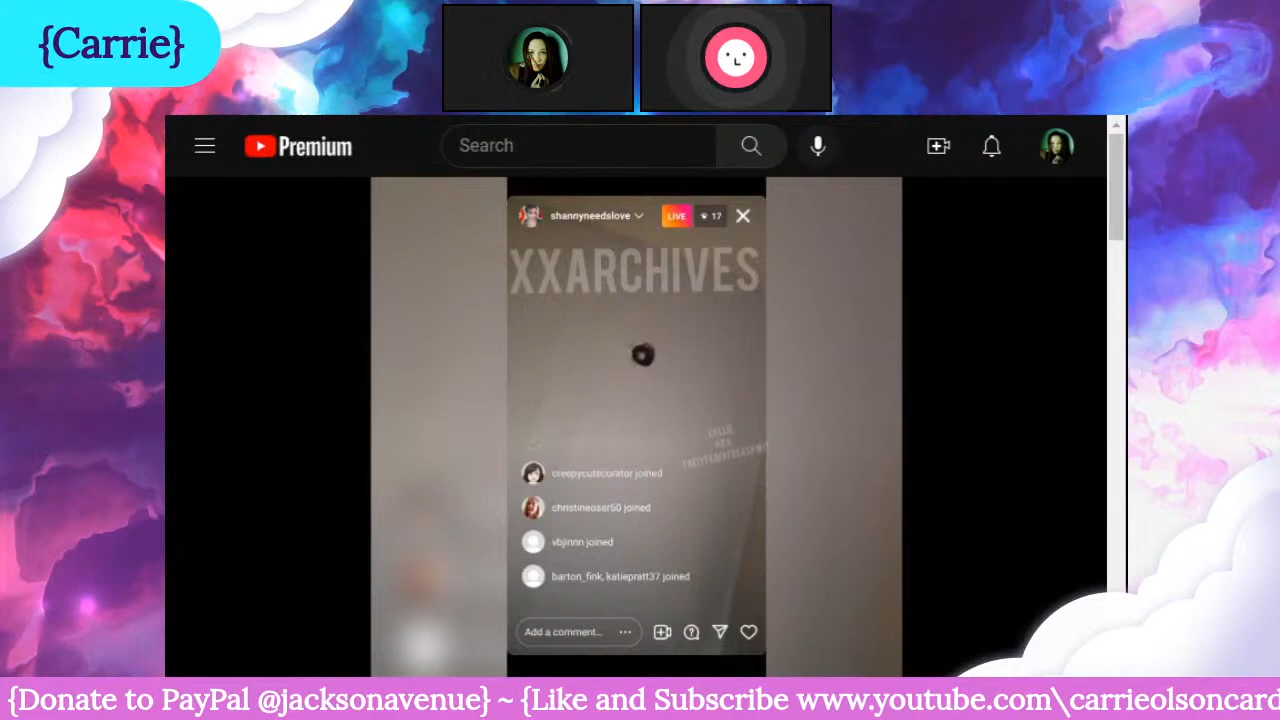 {Carrie}
Premium
Search
shannyneedslove
LIVE
17
XXARCHIVES
creepycutecurator joined
christineoser50 joined
vbjinnn joined
barton_fink, katiepratt37 joined
Add a comment...
{Donate to PayPal @jacksonavenue} ~ {Like and Subscribe www.youtube.com\carrieolsoncard